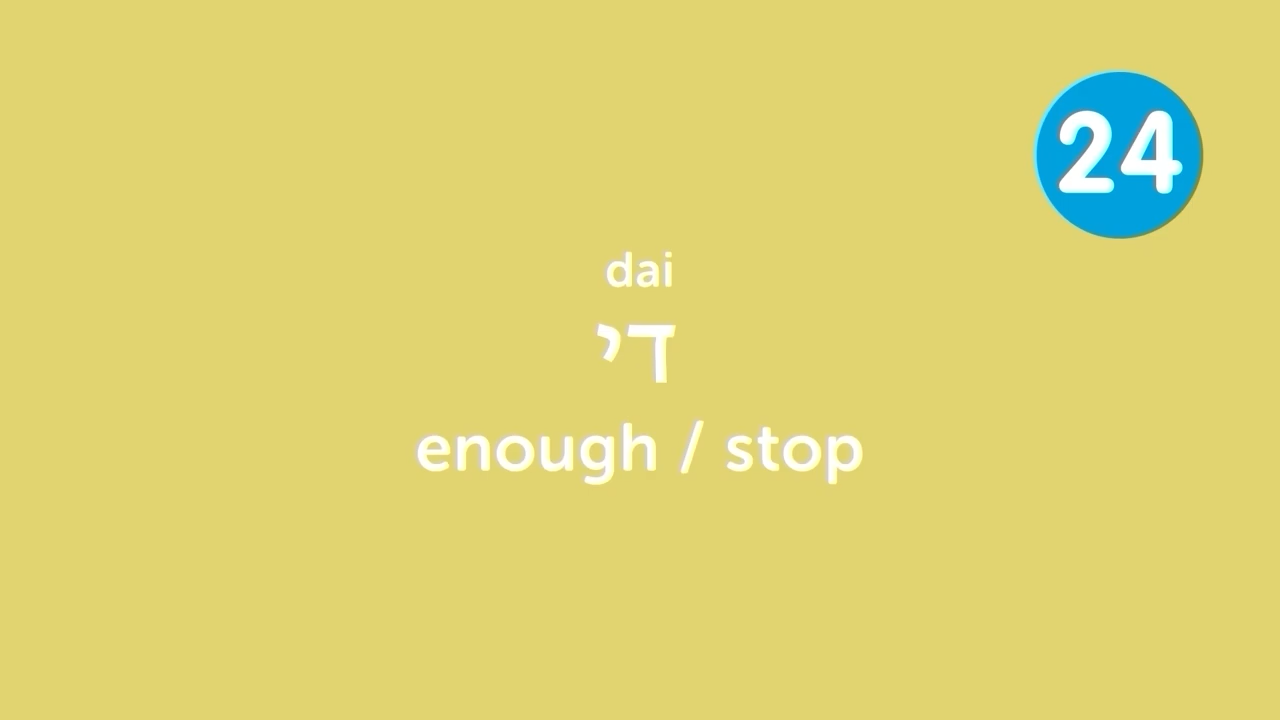 24
dai
די
enough / stop